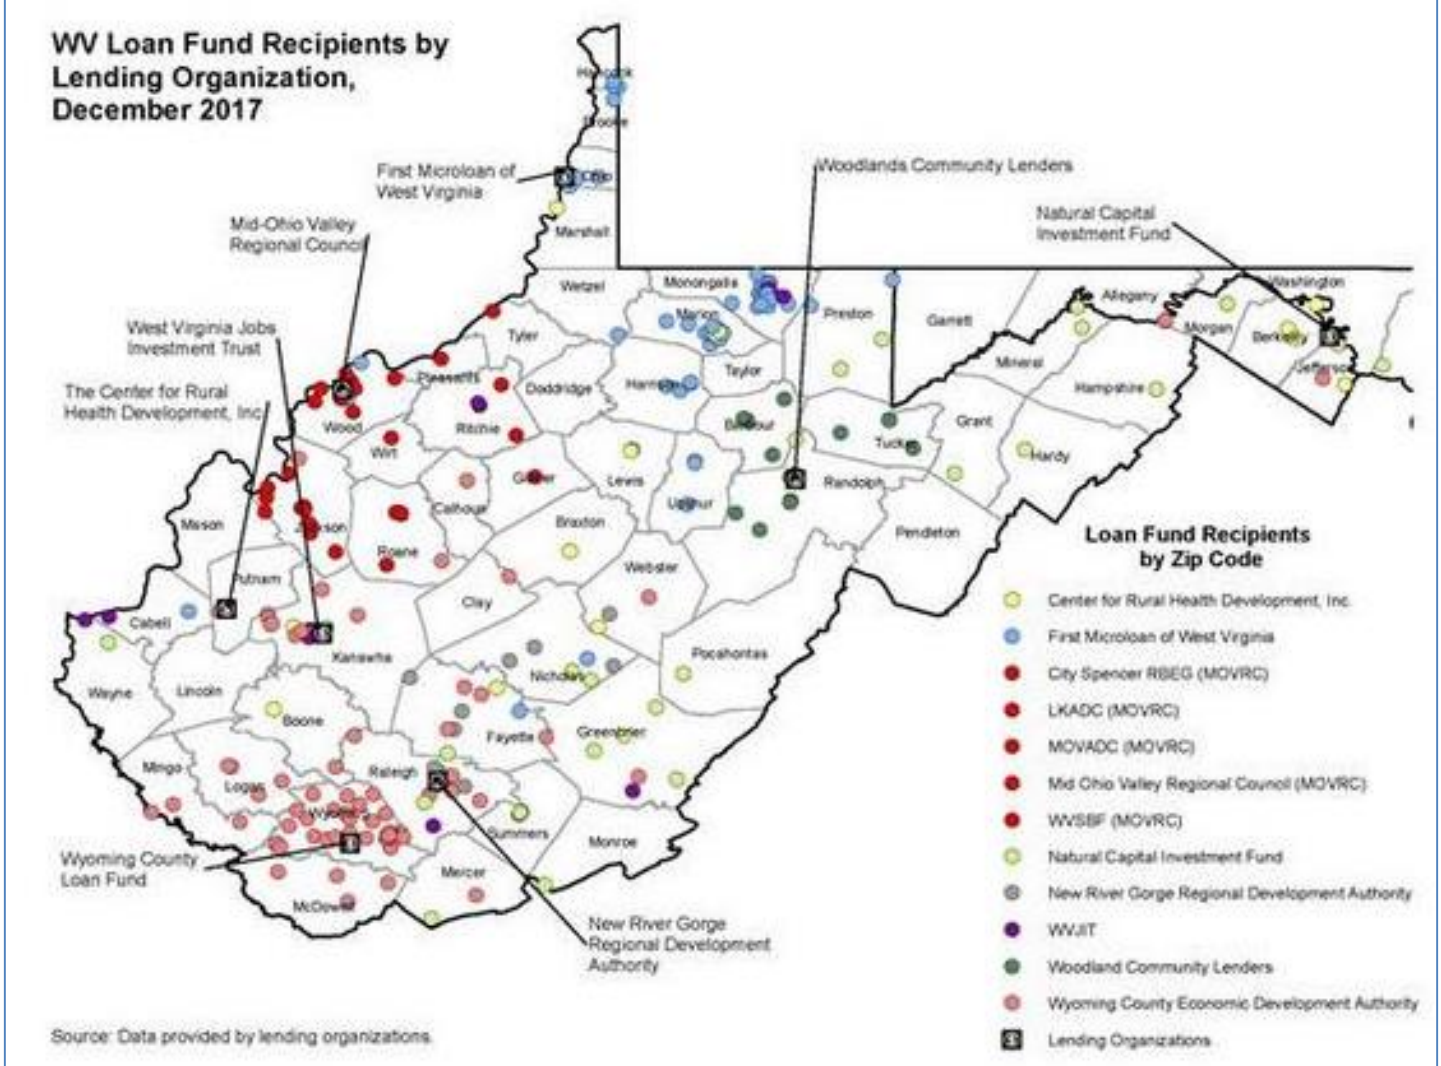 WV Loan Fund Recipients by
Lending Organization,
December 2017
Hancock
Brooke
First Microloan of
West Virginia
Ohio
Woodlands Community Lenders
Marshall
Natural Capital
Investment Fund
Mid-Ohio Valley
Regional Council
Wetzel
Monongalia
Allegany
Washington
Marion
Preston
Garrett
Morgan
Berkeley
West Virginia Jobs
Investment Trust
Tyler
Mineral
Jefferson
The Center for Rural
Health Development, Inc
Pleasants
Doddridge
Harrison
Taylor
Hampshire
Wood
Ritchie
Barbour
Tucker
Grant
Wirt
Hardy
Gilmer
Lewis
Upshur
Randolph
Mason
Jackson
Calhoun
Braxton
Pendleton
Roane
Putnam
Webster
Clay
Cabell
Kanawha
Nicholas
Pocahontas
Wayne
Lincoln
Boone
Fayette
Greenbrier
Mingo
Logan
Raleigh
Wyoming
Summers
Monroe
Wyoming County
Loan Fund
Mercer
McDowell
New River Gorge
Regional Development
Authority
Loan Fund Recipients
by Zip Code
Center for Rural Health Development, Inc.
First Microloan of West Virginia
City Spencer RBEG (MOVRC)
LKADC (MOVRC)
MOVADC (MOVRC)
Mid Ohio Valley Regional Council (MOVRC)
WVSBF (MOVRC)
Natural Capital Investment Fund
New River Gorge Regional Development Authority
WVJIT
Woodland Community Lenders
Wyoming County Economic Development Authority
Lending Organizations
Source: Data provided by lending organizations.